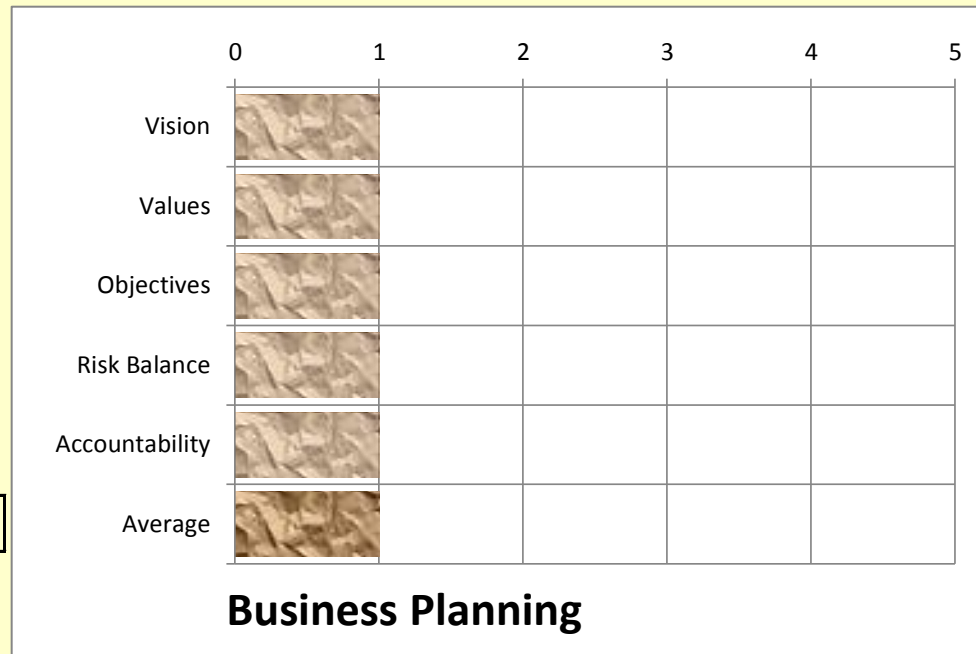 0 1 2 3 4 5
Vision
Values
Objectives
Risk Balance
Accountability
Average
Business Planning